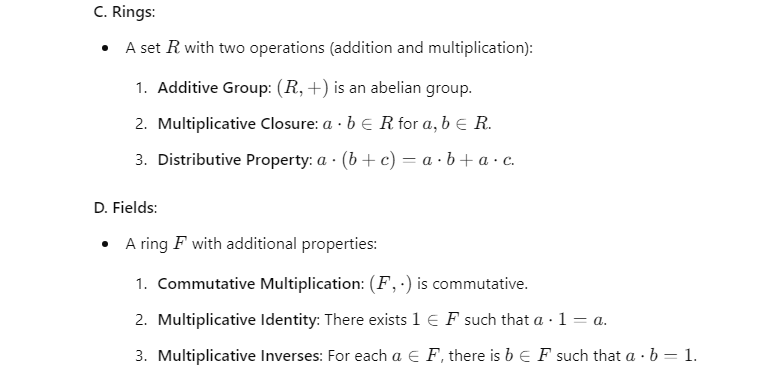 C. Rings:
• A set R with two operations (addition and multiplication):
1. Additive Group: (R, +) is an abelian group.
2. Multiplicative Closure: a · b ∈ R for a, b ∈ R.
3. Distributive Property: a · (b + c) = a · b + a · c.
D. Fields:
• A ring F with additional properties:
1. Commutative Multiplication: (F, ·) is commutative.
2. Multiplicative Identity: There exists 1 ∈ F such that a · 1 = a.
3. Multiplicative Inverses: For each a ∈ F, there is b ∈ F such that a · b = 1.